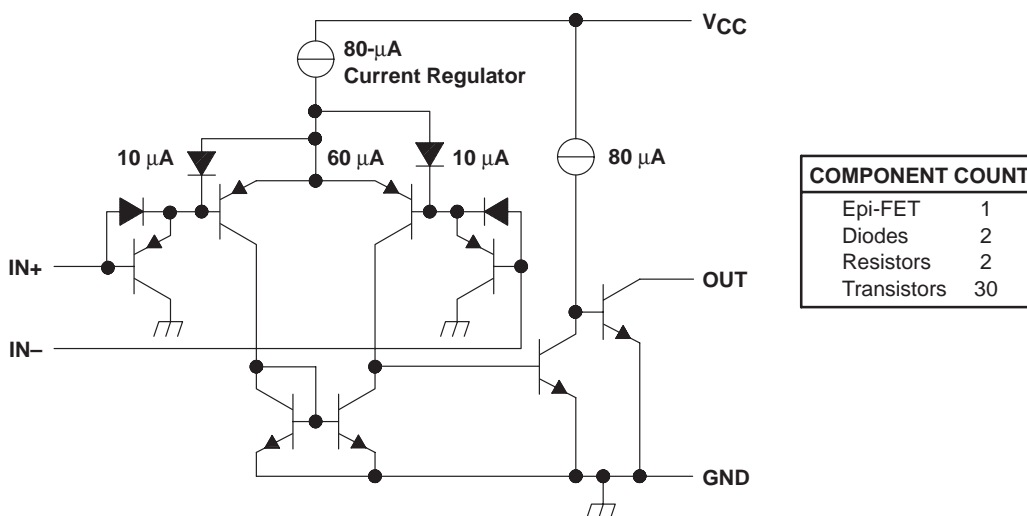 VCC
80-μA
Current Regulator
10 μA
60 μA
10 μA
80 μA
IN+
OUT
IN–
GND
COMPONENT COUNT
Epi-FET 1
Diodes 2
Resistors 2
Transistors 30